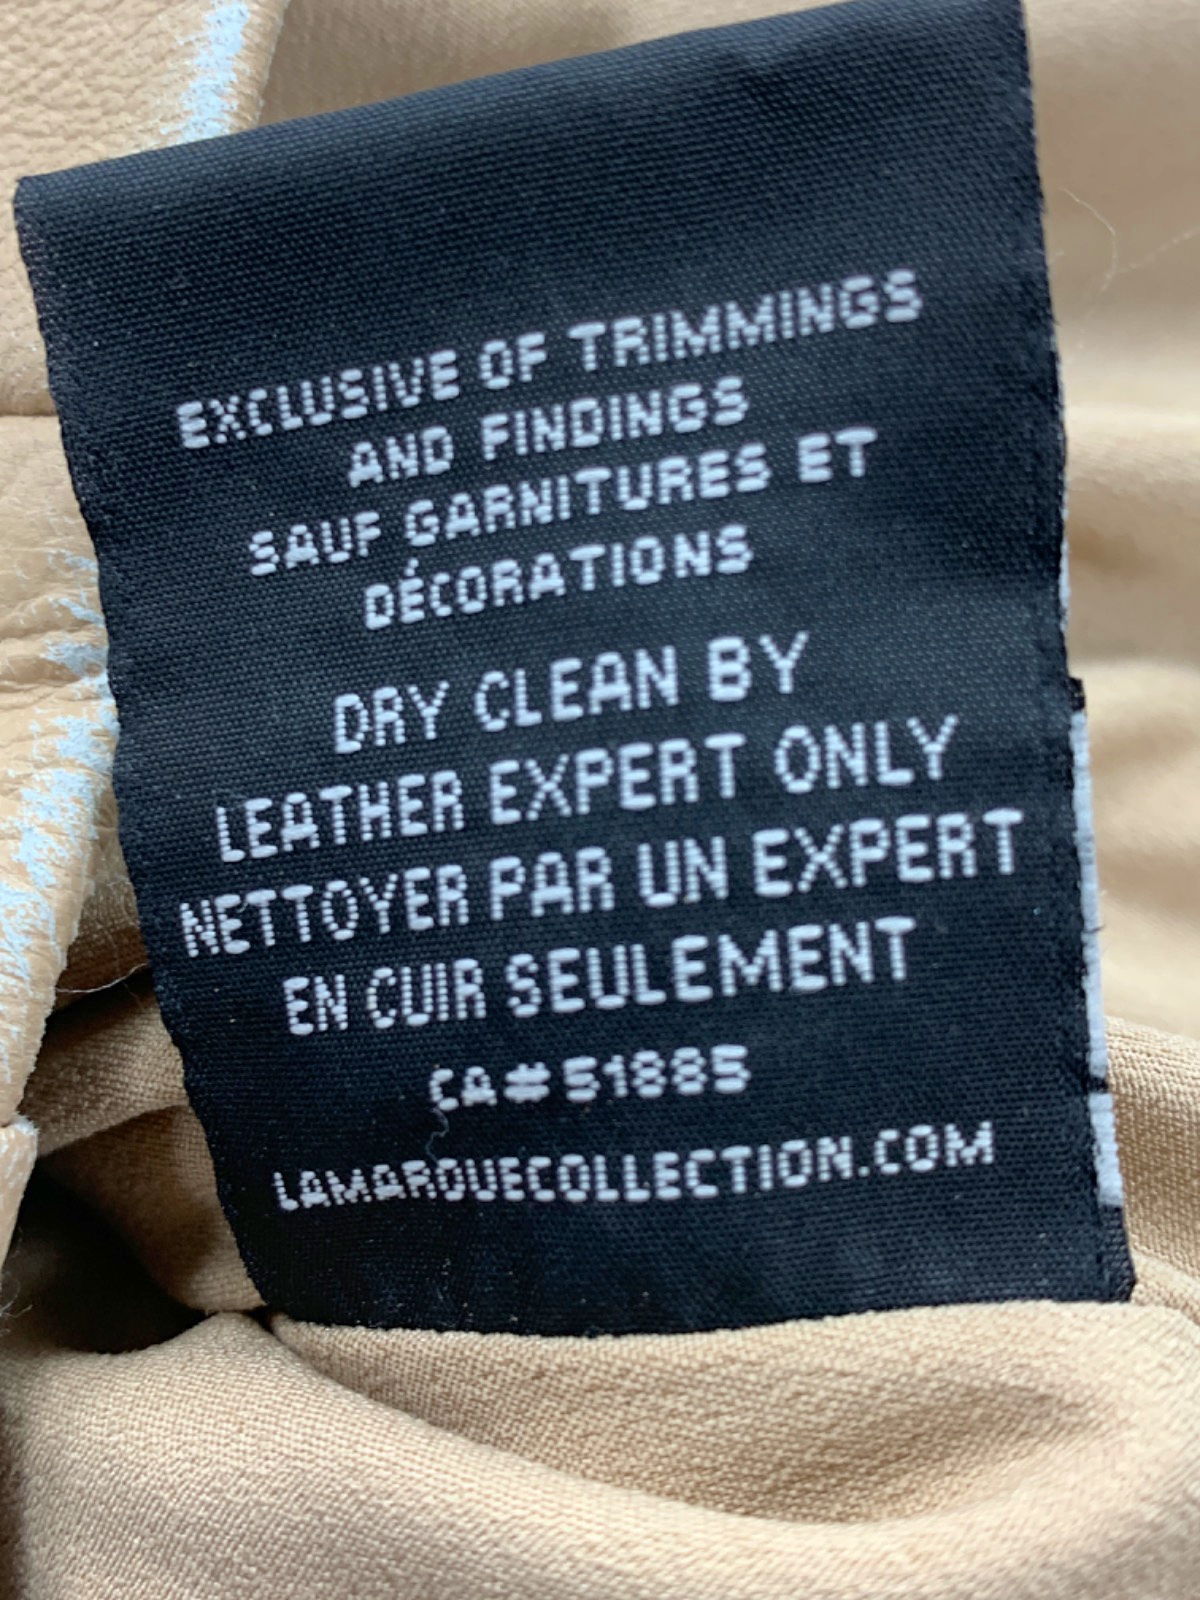 EXCLUSIVE OF TRIMMINGS
AND FINDINGS
SAUF GARNITURES ET
DÉCORATIONS
DRY CLEAN BY
LEATHER EXPERT ONLY
NETTOYER PAR UN EXPERT
EN CUIR SEULEMENT
CA#51885
LAMARQUECOLLECTION.COM